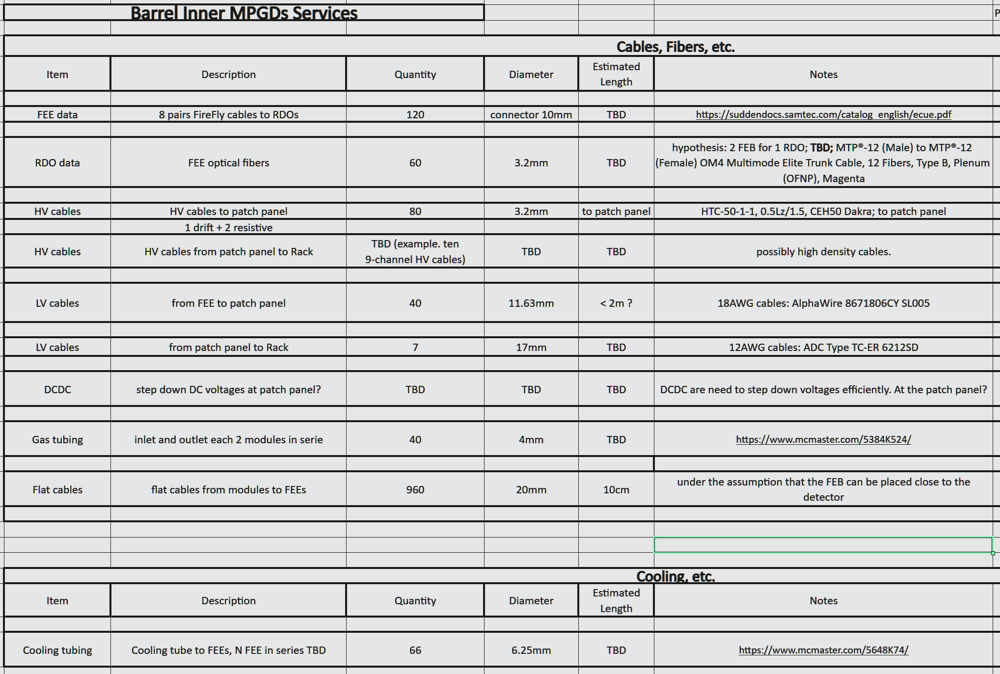 Barrel Inner MPGDs Services
P
Cables, Fibers, etc.
Item
Description
Quantity
Diameter
Estimated
Length
Notes
FEE data
8 pairs FireFly cables to RDOs
120
connector 10mm
TBD
https://suddendocs.samtec.com/catalog_english/ecue.pdf
RDO data
FEE optical fibers
60
3.2mm
TBD
hypothesis: 2 FEB for 1 RDO; TBD; MTP®-12 (Male) to MTP®-12
(Female) OM4 Multimode Elite Trunk Cable, 12 Fibers, Type B, Plenum
(OFNP), Magenta
HV cables
HV cables to patch panel
80
3.2mm
to patch panel
HTC-50-1-1, 0.5Lz/1.5, CEH50 Dakra; to patch panel
1 drift + 2 resistive
HV cables
HV cables from patch panel to Rack
TBD (example. ten
9-channel HV cables)
TBD
TBD
possibly high density cables.
LV cables
from FEE to patch panel
40
11.63mm
< 2m ?
18AWG cables: AlphaWire 8671806CY SL005
LV cables
from patch panel to Rack
7
17mm
TBD
12AWG cables: ADC Type TC-ER 6212SD
DCDC
step down DC voltages at patch panel?
TBD
TBD
TBD
DCDC are need to step down voltages efficiently. At the patch panel?
Gas tubing
inlet and outlet each 2 modules in serie
40
4mm
TBD
https://www.mcmaster.com/5384K524/
Flat cables
flat cables from modules to FEEs
960
20mm
10cm
under the assumption that the FEB can be placed close to the
detector
Cooling, etc.
Item
Description
Quantity
Diameter
Estimated
Length
Notes
Cooling tubing
Cooling tube to FEEs, N FEE in series TBD
66
6.25mm
TBD
https://www.mcmaster.com/5648K74/